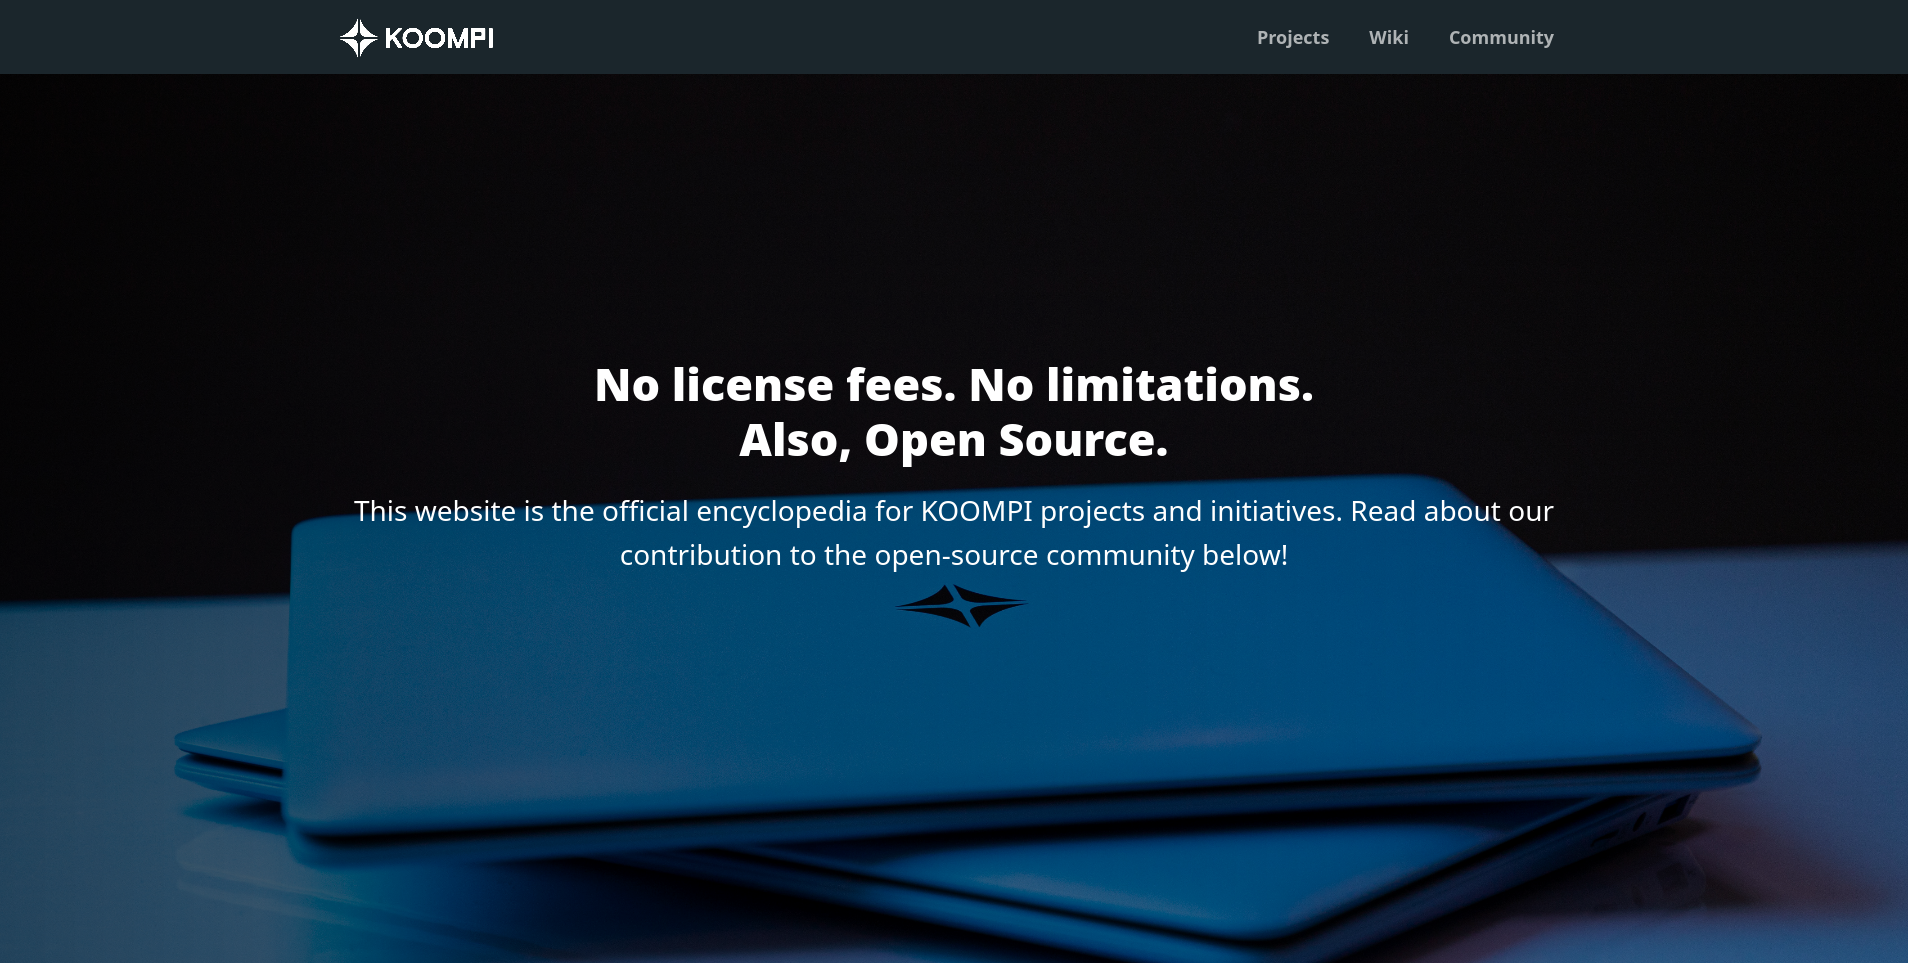 KOOMPI
Projects
Wiki
Community
No license fees. No limitations.
Also, Open Source.
This website is the official encyclopedia for KOOMPI projects and initiatives. Read about our
contribution to the open-source community below!